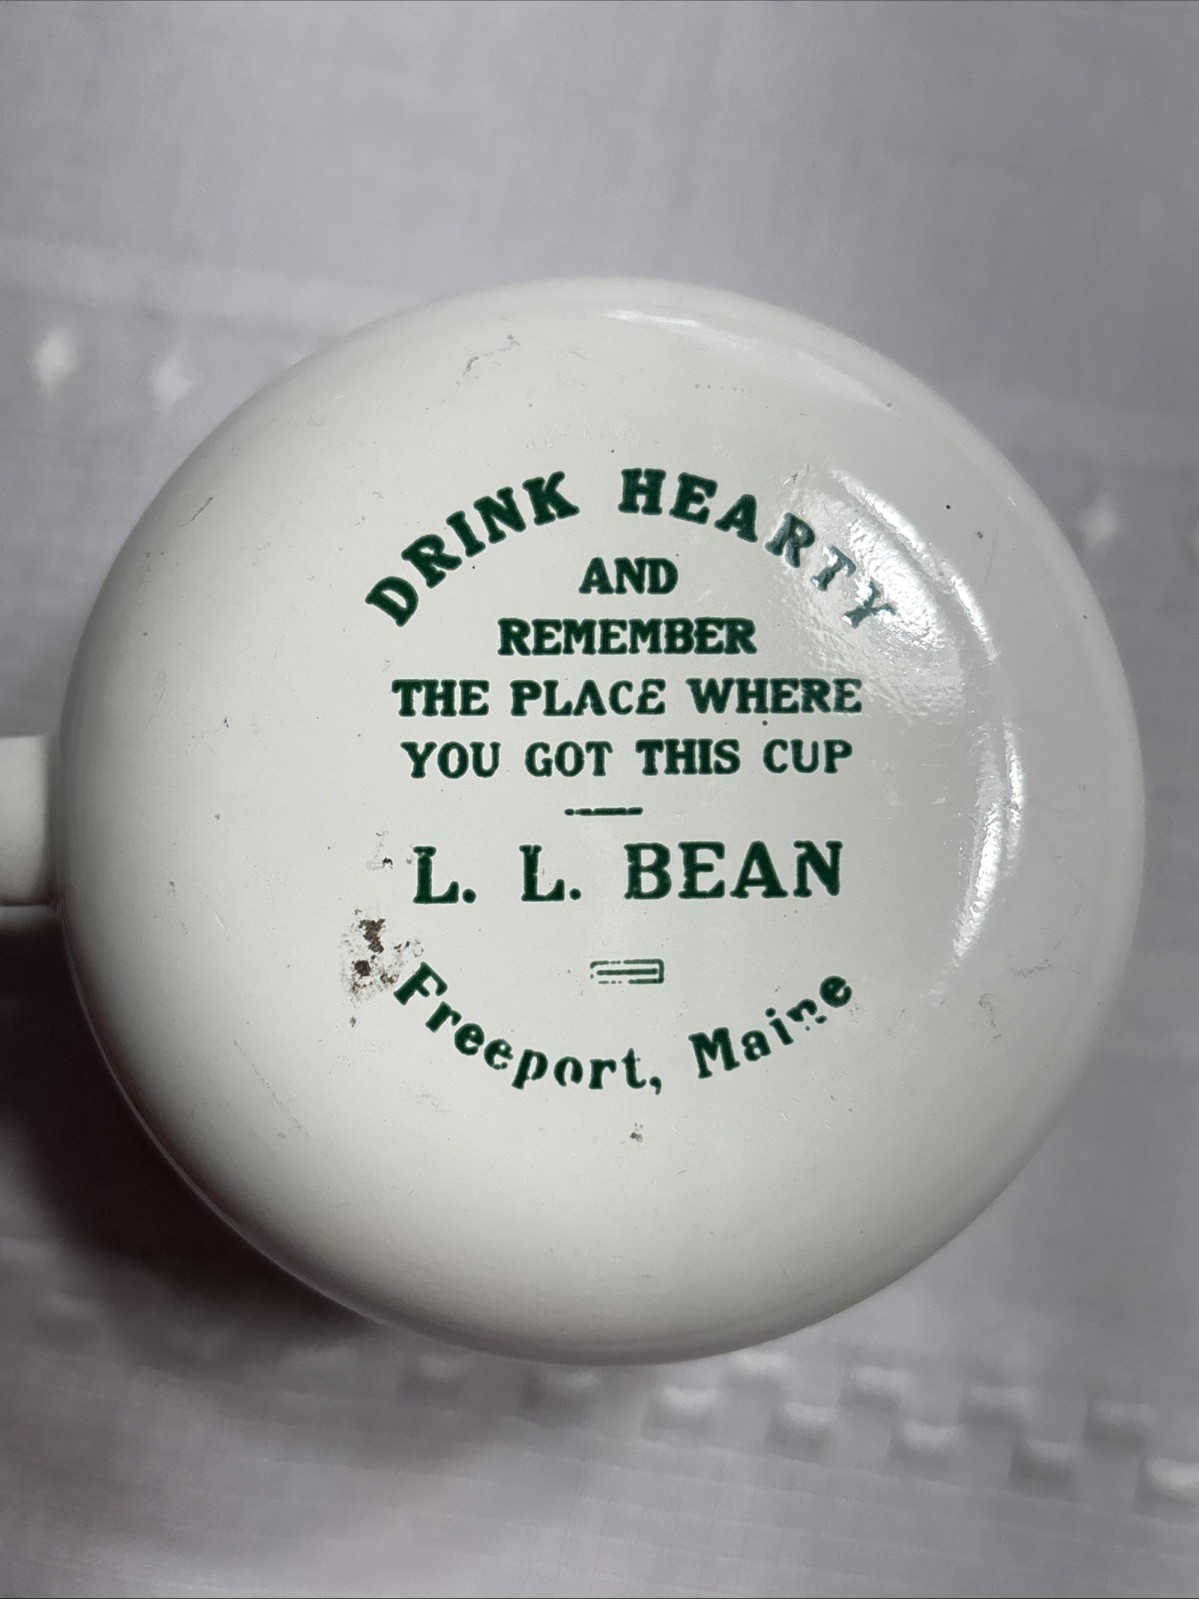 DRINK HEARTY
AND
REMEMBER
THE PLACE WHERE
YOU GOT THIS CUP
L. L. BEAN
Freeport, Maine